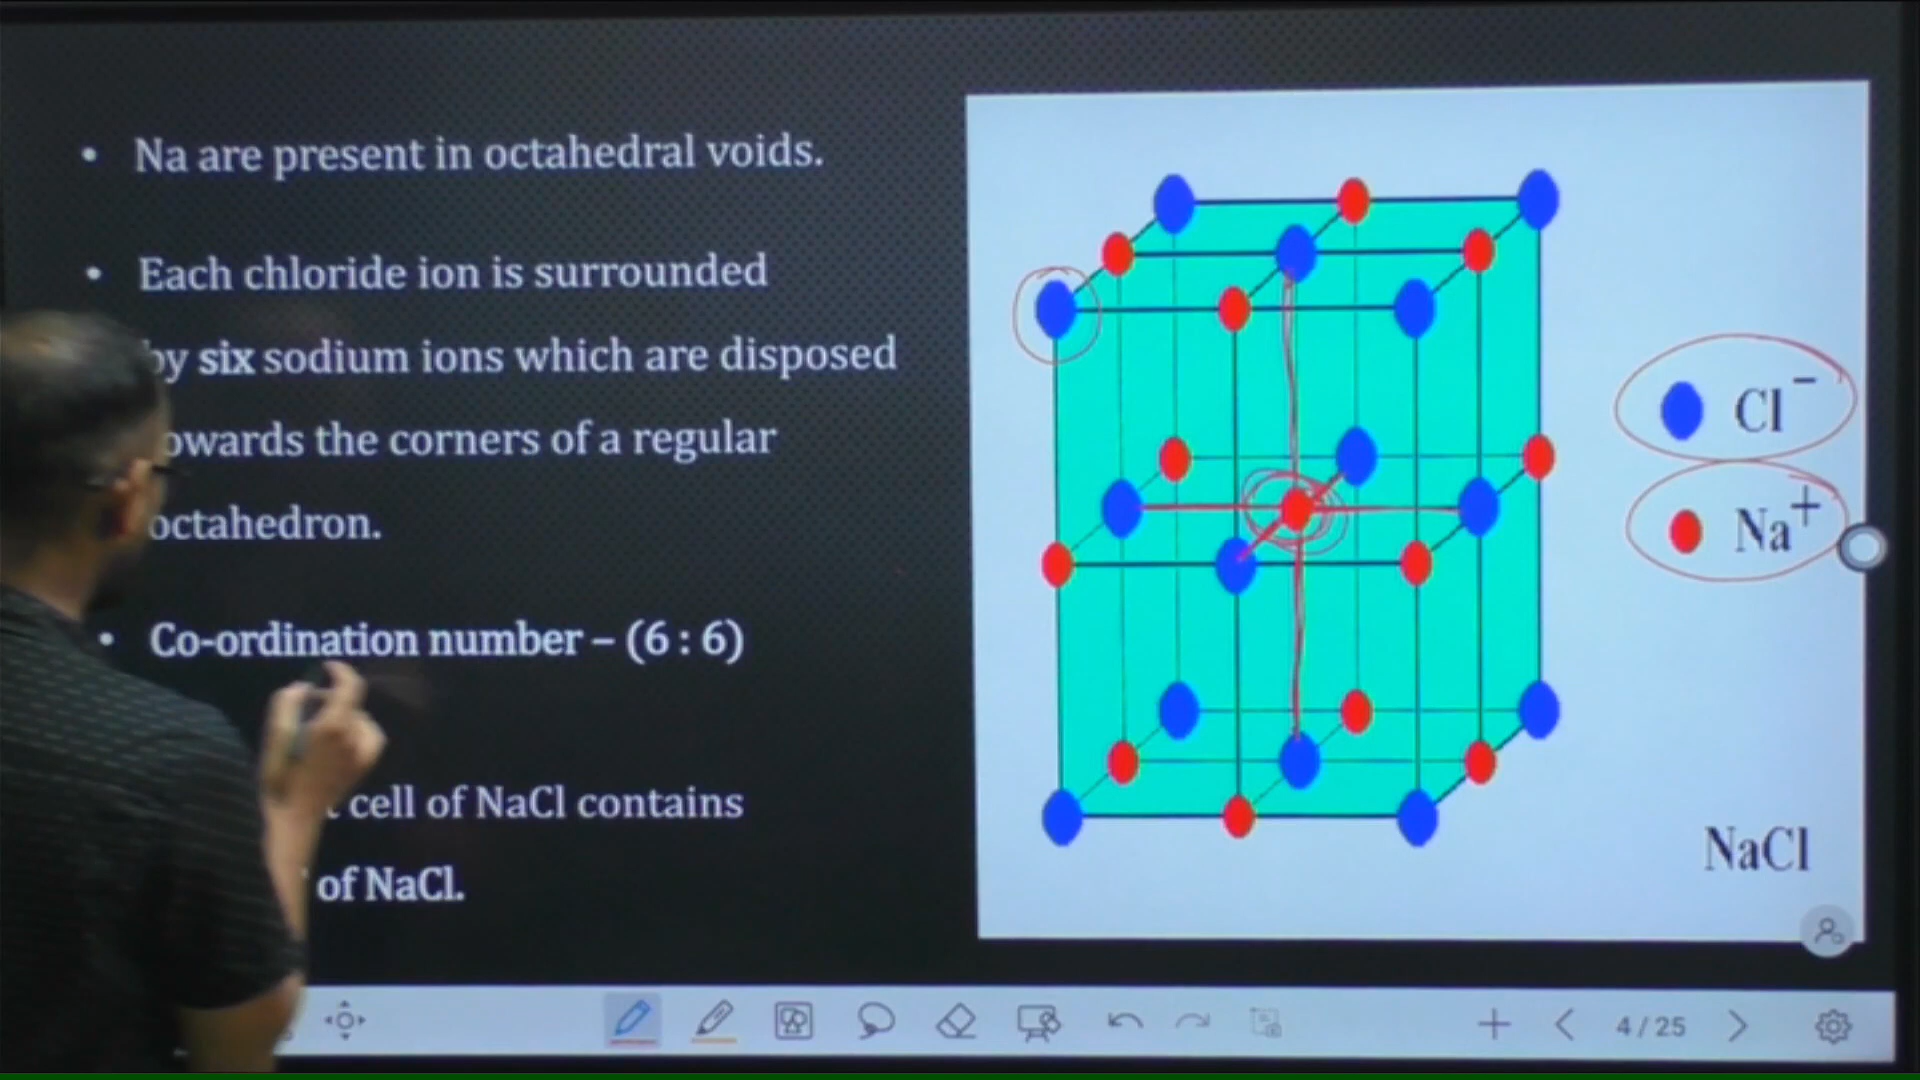 • Na are present in octahedral voids.
• Each chloride ion is surrounded
by six sodium ions which are disposed
towards the corners of a regular
octahedron.
• Co-ordination number – (6 : 6)
cell of NaCl contains
of NaCl.
Cl⁻
Na⁺
NaCl
4 / 25